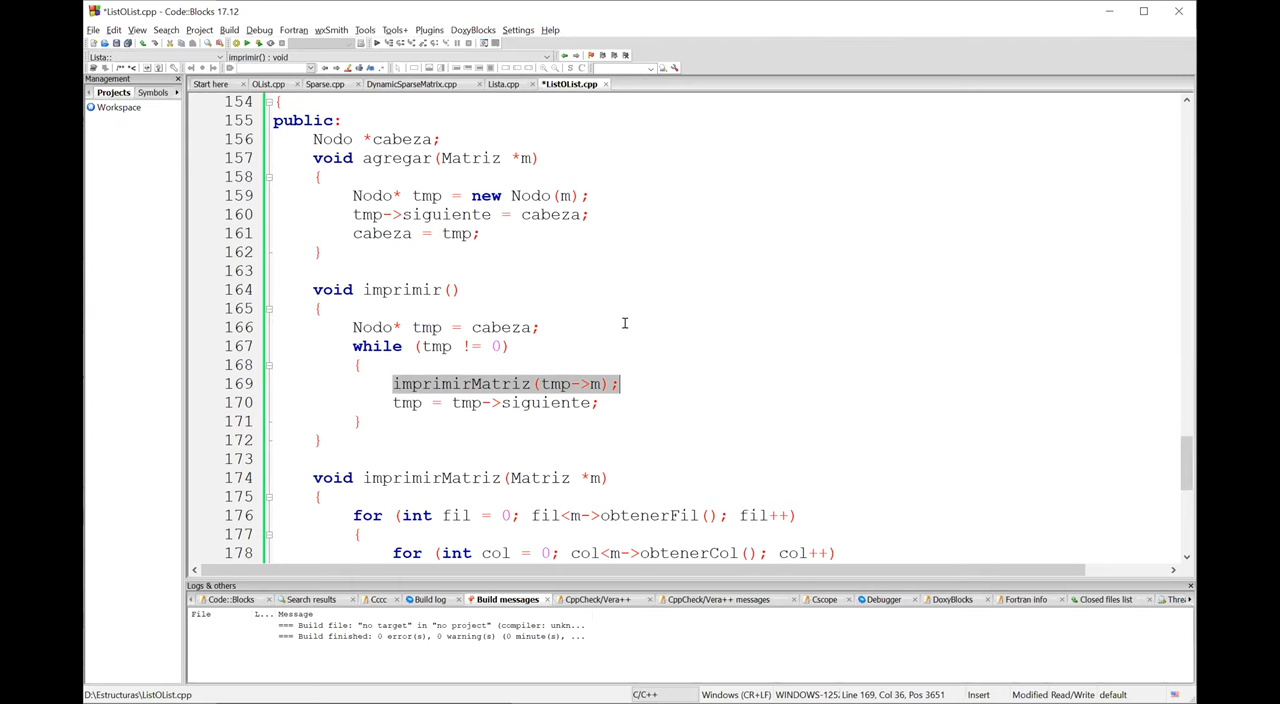 *ListOList.cpp - Code::Blocks 17.12
File Edit View Search Project Build Debug Fortran wxSmith Tools Tools+ Plugins DoxyBlocks Settings Help
Lista:: imprimir() : void
Management
Projects Symbols
Workspace
Start here OList.cpp Sparse.cpp DynamicSparseMatrix.cpp Lista.cpp *ListOList.cpp
154 {
155 public:
156 Nodo *cabeza;
157 void agregar(Matriz *m)
158 {
159 Nodo* tmp = new Nodo(m);
160 tmp->siguiente = cabeza;
161 cabeza = tmp;
162 }
163
164 void imprimir()
165 {
166 Nodo* tmp = cabeza;
167 while (tmp != 0)
168 {
169 imprimirMatriz(tmp->m);
170 tmp = tmp->siguiente;
171 }
172 }
173
174 void imprimirMatriz(Matriz *m)
175 {
176 for (int fil = 0; fil<m->obtenerFil(); fil++)
177 {
178 for (int col = 0; col<m->obtenerCol(); col++)
Logs & others
Code::Blocks Search results Cccc Build log Build messages CppCheck/Vera++ CppCheck/Vera++ messages Cscope Debugger DoxyBlocks Fortran info Closed files list Thre
File L... Message
=== Build file: "no target" in "no project" (compiler: unkn...
=== Build finished: 0 error(s), 0 warning(s) (0 minute(s), ...
D:\Estructuras\ListOList.cpp C/C++ Windows (CR+LF) WINDOWS-125 Line 169, Col 36, Pos 3651 Insert Modified Read/Write default